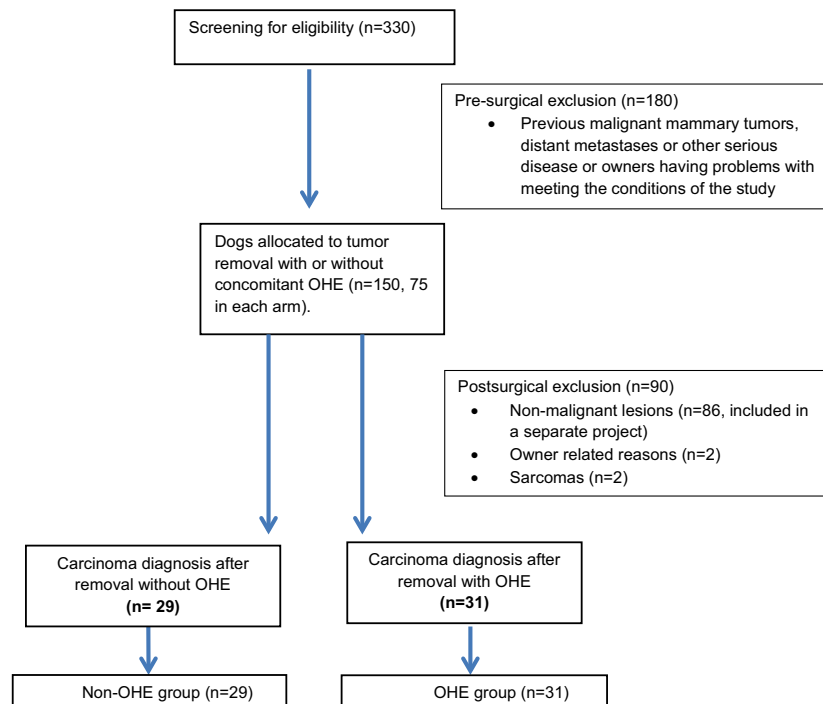 Screening for eligibility (n=330)
Pre-surgical exclusion (n=180)
• Previous malignant mammary tumors,
distant metastases or other serious
disease or owners having problems with
meeting the conditions of the study
Dogs allocated to tumor
removal with or without
concomitant OHE (n=150, 75
in each arm).
Postsurgical exclusion (n=90)
• Non-malignant lesions (n=86, included in
a separate project)
• Owner related reasons (n=2)
• Sarcomas (n=2)
Carcinoma diagnosis after
removal without OHE
(n= 29)
Carcinoma diagnosis after
removal with OHE
(n=31)
Non-OHE group (n=29)
OHE group (n=31)